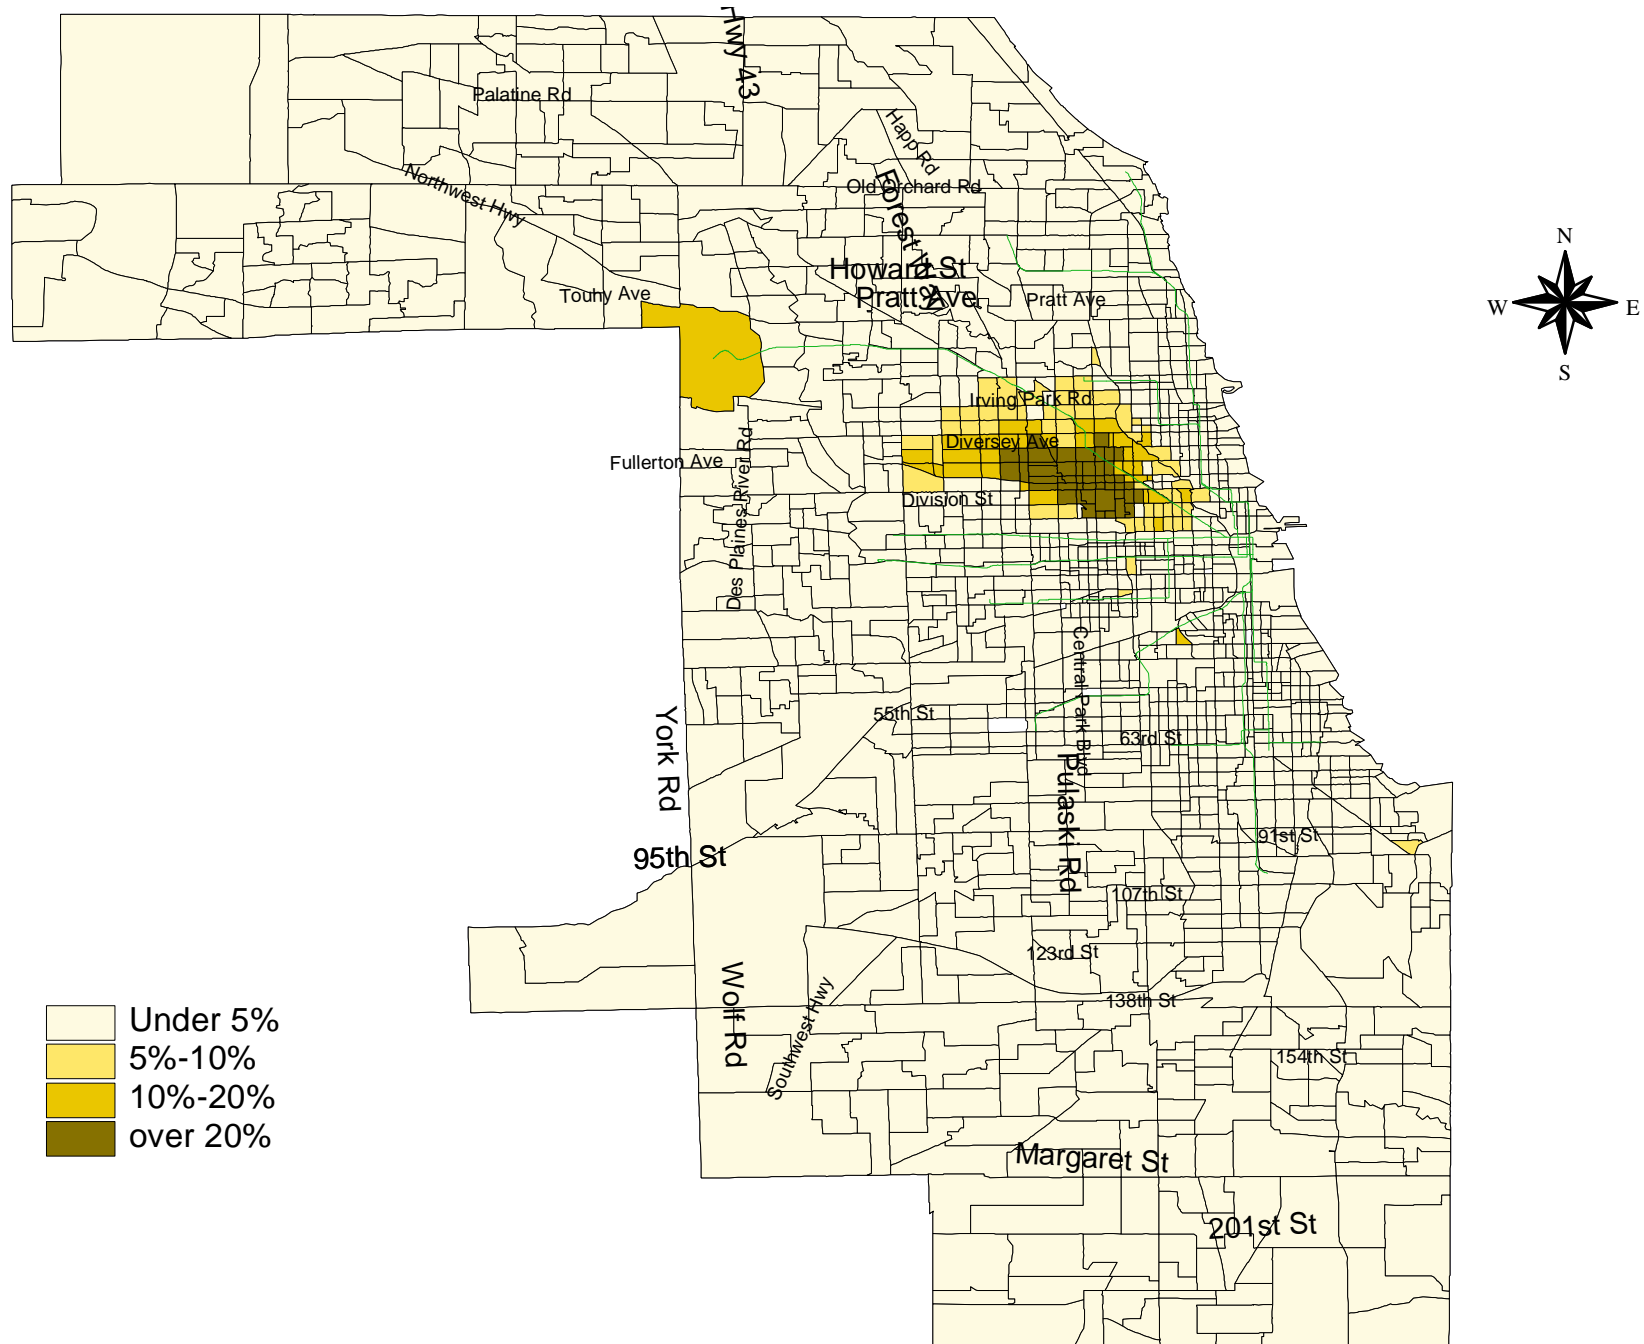 Hwy 43
Palatine Rd
Happ Rd
Northwest Hwy
Old Orchard Rd
Howard St
Touhy Ave
Pratt Ave
Pratt Ave
N
W
E
S
Irving Park Rd
Diversey Ave
Fullerton Ave
Des Plaines River Rd
Division St
Central Park Blvd
55th St
63rd St
York Rd
Pulaski Rd
91st St
95th St
107th St
123rd St
Wolf Rd
Southwest Hwy
138th St
154th St
Under 5%
5%-10%
10%-20%
over 20%
Margaret St
201st St